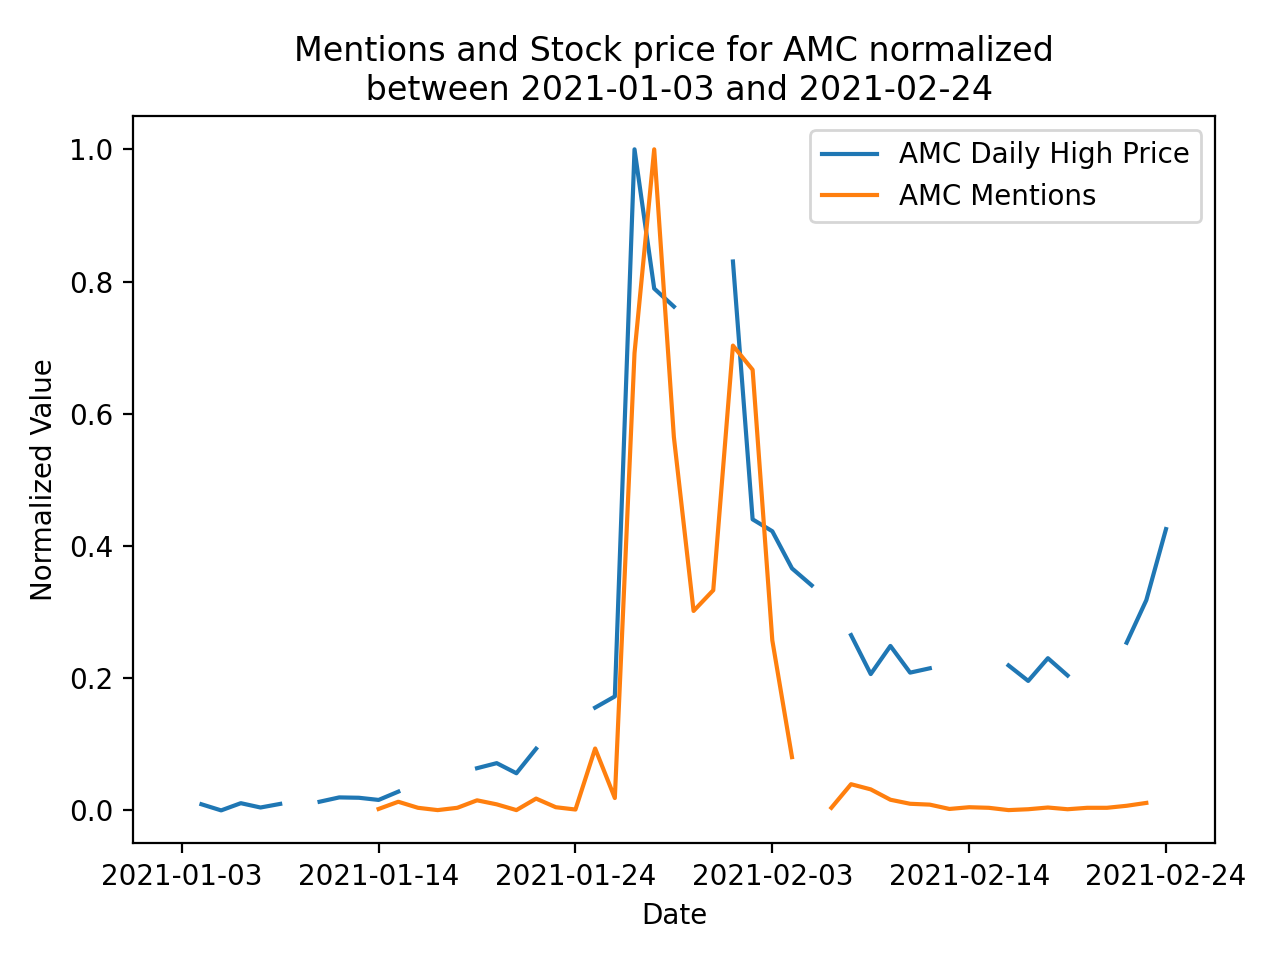 Mentions and Stock price for AMC normalized
between 2021-01-03 and 2021-02-24
AMC Daily High Price
AMC Mentions
Normalized Value
1.0
0.8
0.6
0.4
0.2
0.0
2021-01-03 2021-01-14 2021-01-24 2021-02-03 2021-02-14 2021-02-24
Date